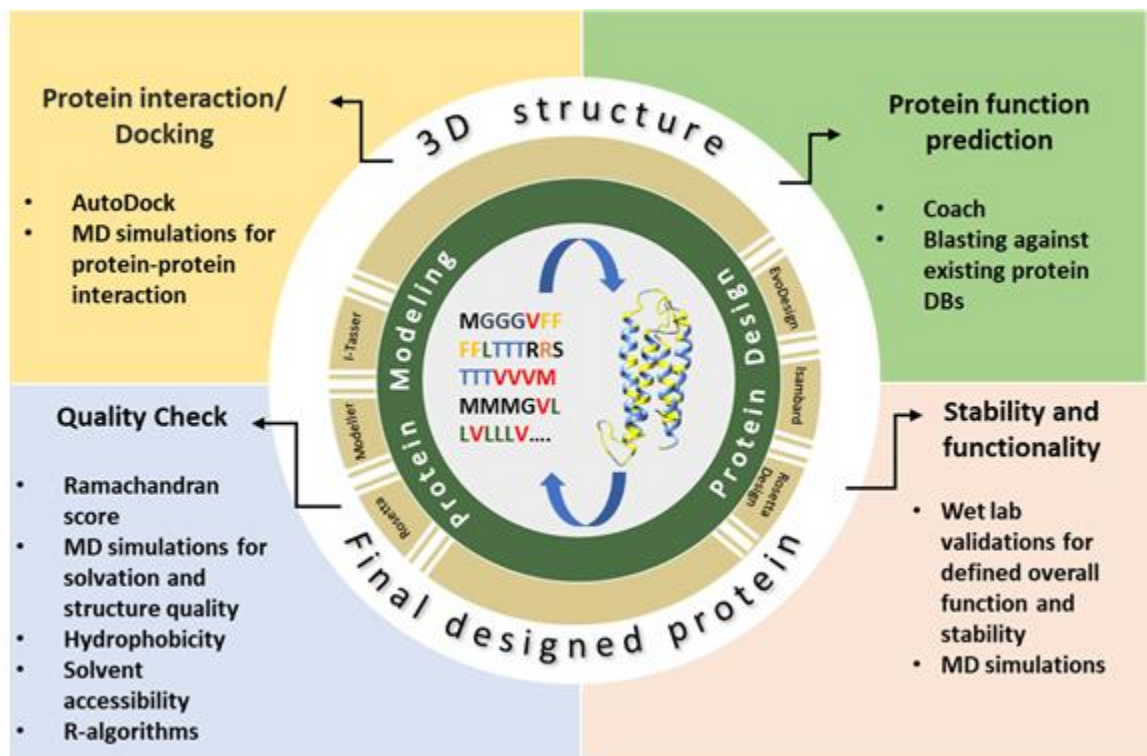 Protein interaction/
Docking
• AutoDock
• MD simulations for
protein-protein
interaction
Protein function
prediction
• Coach
• Blasting against
existing protein
DBs
3D structure
Protein Modeling
I-Tasser
Modeller
Rosetta
MGGGVFF
FFLTTTRRS
TTTVVVM
MMMGVL
LVLLLV....
Protein Design
EvoDesign
Isambard
Rosetta
Design
Final designed protein
Quality Check
• Ramachandran
score
• MD simulations for
solvation and
structure quality
• Hydrophobicity
• Solvent
accessibility
• R-algorithms
Stability and
functionality
• Wet lab
validations for
defined overall
function and
stability
• MD simulations